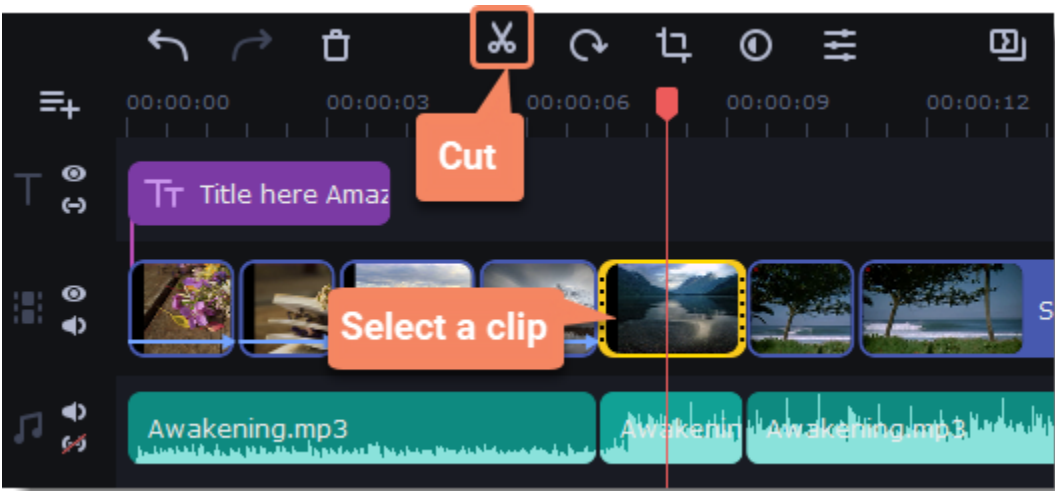 00:00:00 00:00:03 00:00:06 00:00:09 00:00:12
Cut
Title here Amaz
Select a clip
S
Awakening.mp3 Awakenin Awakening.mp3